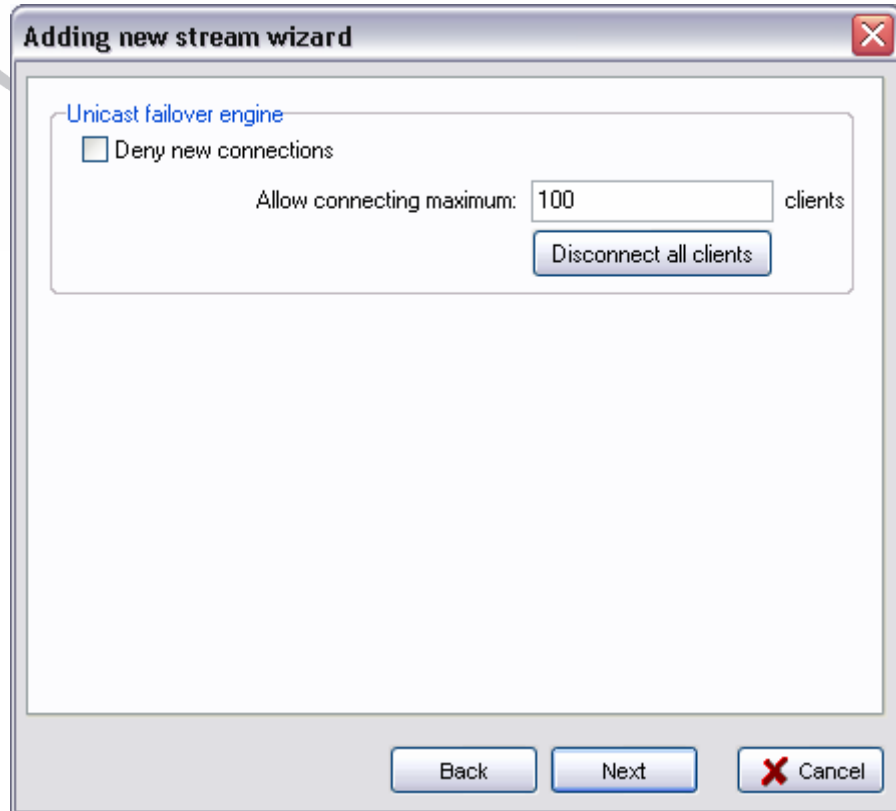 Adding new stream wizard
Unicast failover engine
Deny new connections
Allow connecting maximum: 100 clients
Disconnect all clients
Back Next Cancel